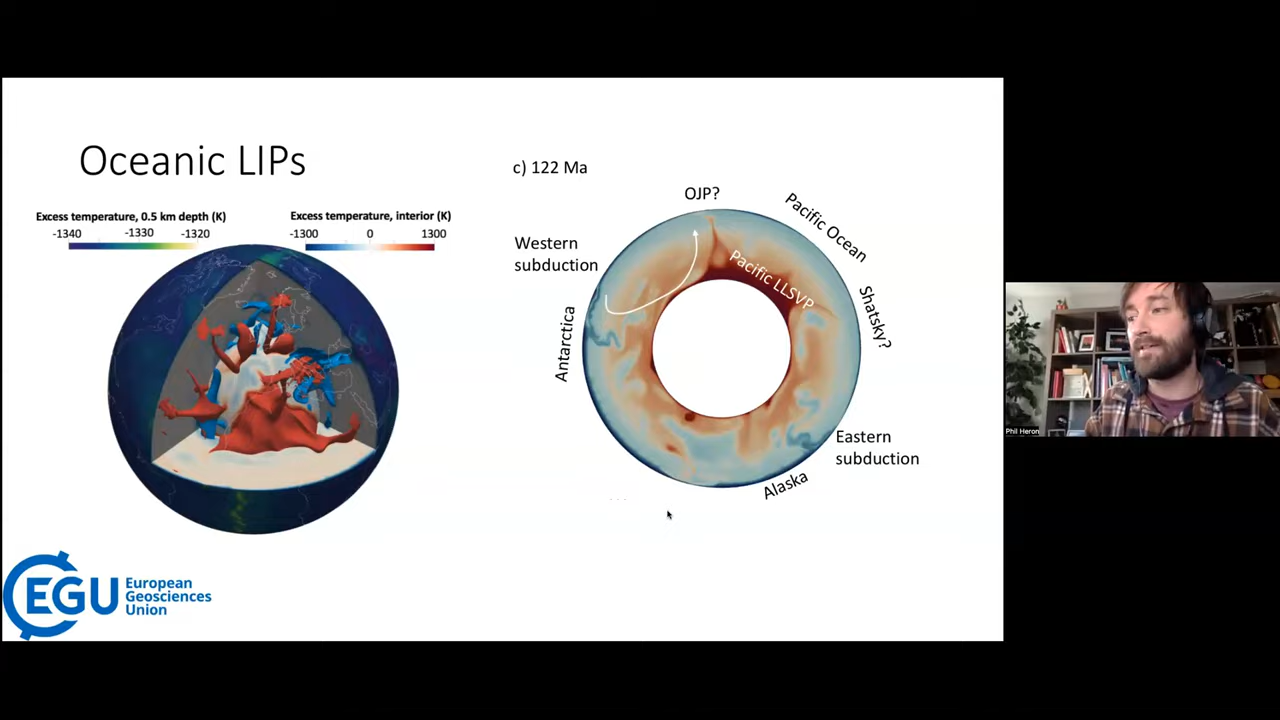 Oceanic LIPs
Excess temperature, 0.5 km depth (K)
-1340 -1330 -1320
Excess temperature, interior (K)
-1300 0 1300
c) 122 Ma
OJP?
Pacific Ocean
Western
subduction
Pacific LLSVP
Shatsky?
Antarctica
Eastern
subduction
Alaska
EGU
European
Geosciences
Union
Phil Heron